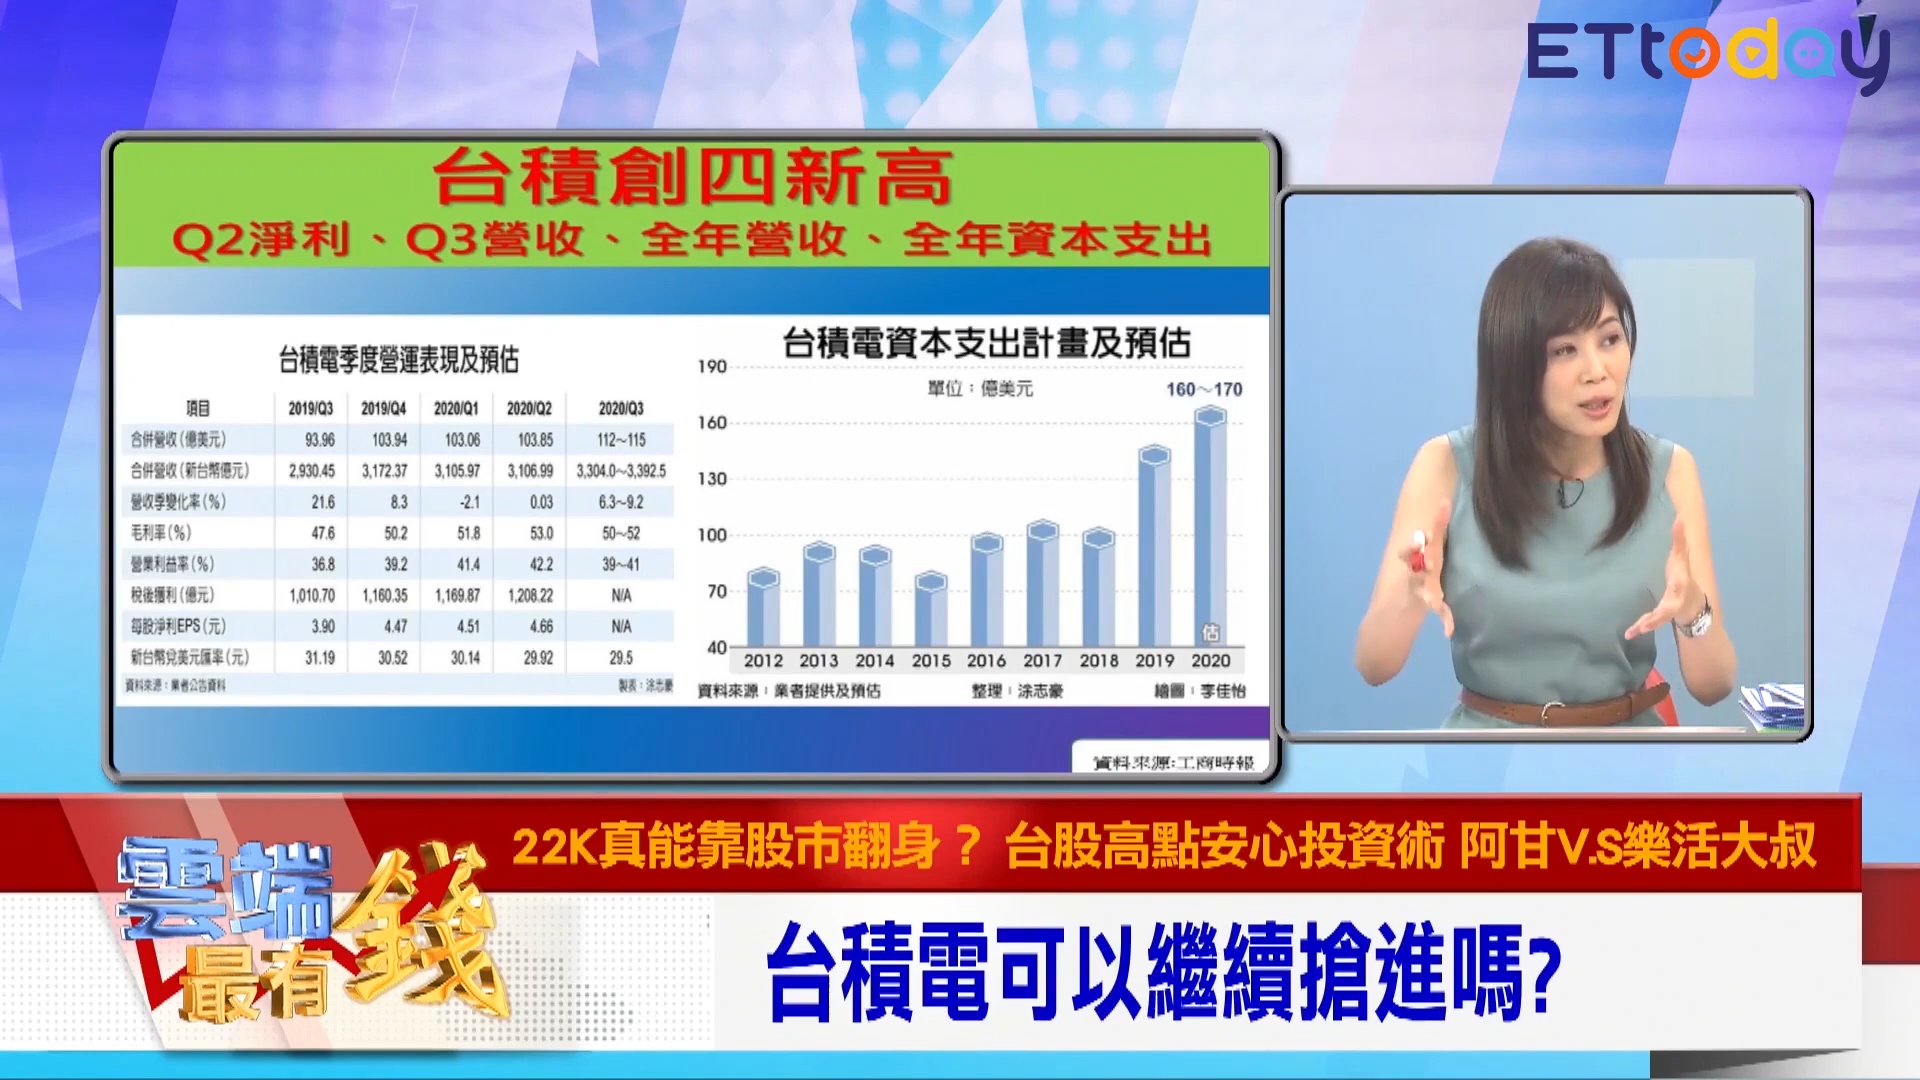 ETtoday
台積創四新高
Q2淨利、Q3營收、全年營收、全年資本支出
台積電季度營運表現及預估
項目 2019/Q3 2019/Q4 2020/Q1 2020/Q2 2020/Q3
合併營收(億美元) 93.96 103.94 103.06 103.85 112～115
合併營收(新台幣億元) 2,930.45 3,172.37 3,105.97 3,106.99 3,304.0～3,392.5
營收季變化率(%) 21.6 8.3 -2.1 0.03 6.3～9.2
毛利率(%) 47.6 50.2 51.8 53.0 50～52
營業利益率(%) 36.8 39.2 41.4 42.2 39～41
稅後獲利(億元) 1,010.70 1,160.35 1,169.87 1,208.22 N/A
每股淨利EPS(元) 3.90 4.47 4.51 4.66 N/A
新台幣兌美元匯率(元) 31.19 30.52 30.14 29.92 29.5
資料來源：業者公告資料 製表：涂志豪
台積電資本支出計畫及預估
單位：億美元
160～170
190
160
130
100
70
40
估
2012 2013 2014 2015 2016 2017 2018 2019 2020
資料來源：業者提供及預估 整理：涂志豪 繪圖：李佳怡
資料來源:工商時報
22K真能靠股市翻身？ 台股高點安心投資術 阿甘V.S樂活大叔
雲端最有錢
台積電可以繼續搶進嗎?